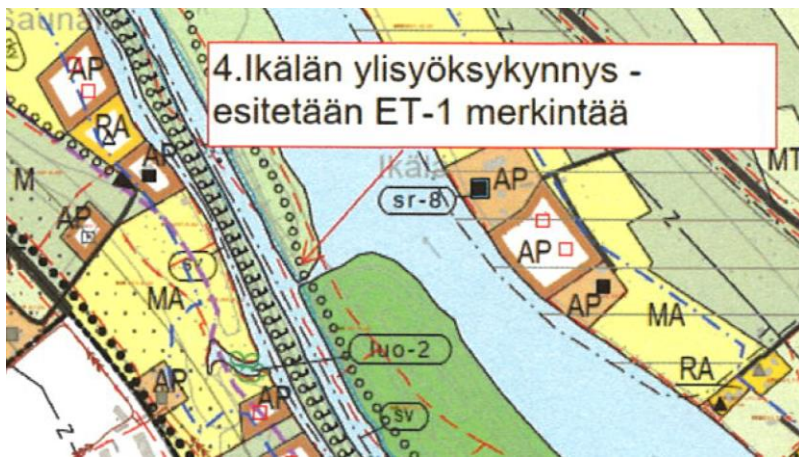 Sauna
4.Ikälän ylisyöksykynnys -
esitetään ET-1 merkintää
AP
RA
AP
M
AP
MA
Ikälä
sr-8
AP
AP
AP
MT
MA
RA
luo-2
AP
AP
sv
z
z